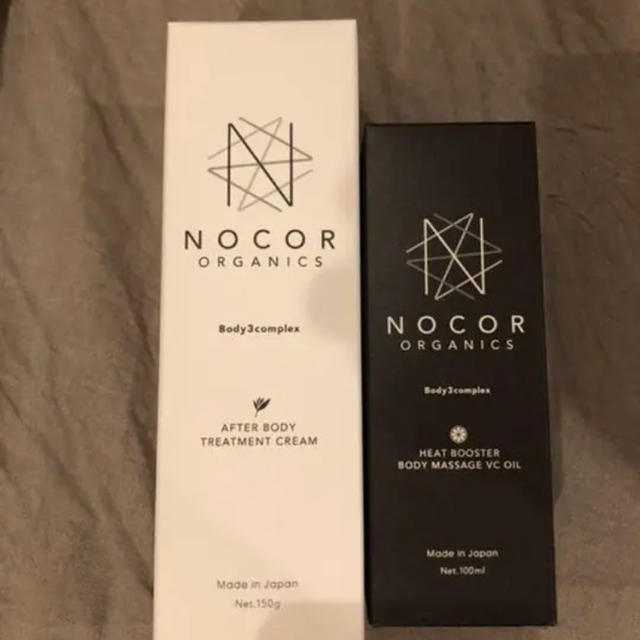 NOCOR
ORGANICS
Body3complex
AFTER BODY
TREATMENT CREAM
Made in Japan
Net.150g
NOCOR
ORGANICS
Body3complex
HEAT BOOSTER
BODY MASSAGE VC OIL
Made in Japan
Net.100ml